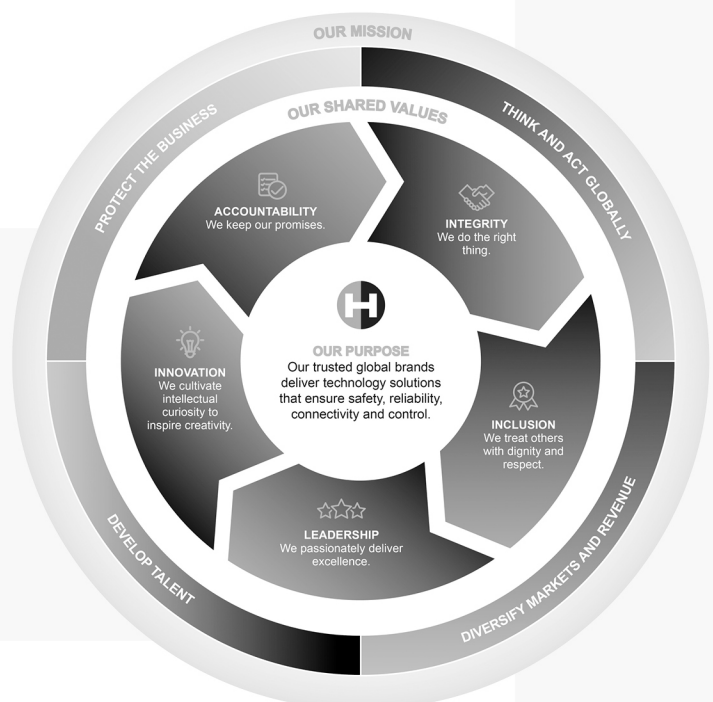 OUR MISSION
PROTECT THE BUSINESS
THINK AND ACT GLOBALLY
OUR SHARED VALUES
ACCOUNTABILITY
We keep our promises.
INTEGRITY
We do the right
thing.
H
OUR PURPOSE
Our trusted global brands
deliver technology solutions
that ensure safety, reliability,
connectivity and control.
INNOVATION
We cultivate
intellectual
curiosity to
inspire creativity.
INCLUSION
We treat others
with dignity and
respect.
LEADERSHIP
We passionately deliver
excellence.
DEVELOP TALENT
DIVERSIFY MARKETS AND REVENUE